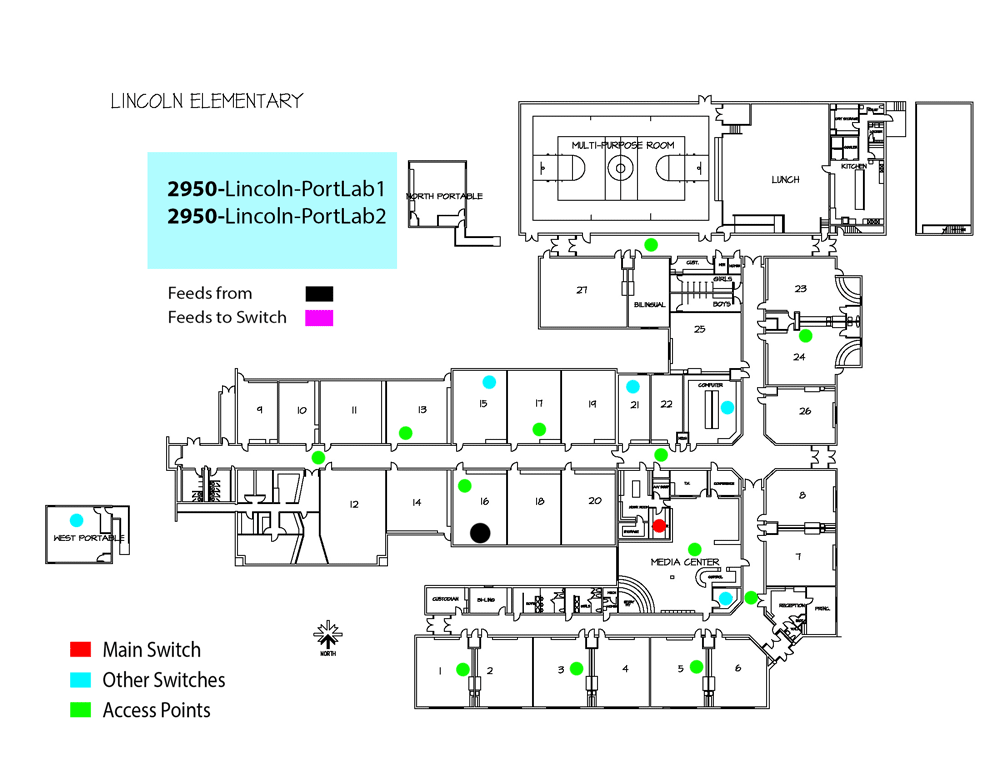 LINCOLN ELEMENTARY
MULTI-PURPOSE ROOM
LUNCH
KITCHEN
2950-Lincoln-PortLab1
2950-Lincoln-PortLab2
NORTH PORTABLE
Feeds from
Feeds to Switch
27
BILINGUAL
CUST.
GIRLS
BOYS
25
23
24
26
9
10
11
13
15
17
19
21
22
COMPUTER
12
14
16
18
20
T.V.
CONFERENCE
8
7
WEST PORTABLE
MEDIA CENTER
CONTROL
CUSTODIAN
BI-LING
RECEPTION
PRINC.
NORTH
1
2
3
4
5
6
Main Switch
Other Switches
Access Points